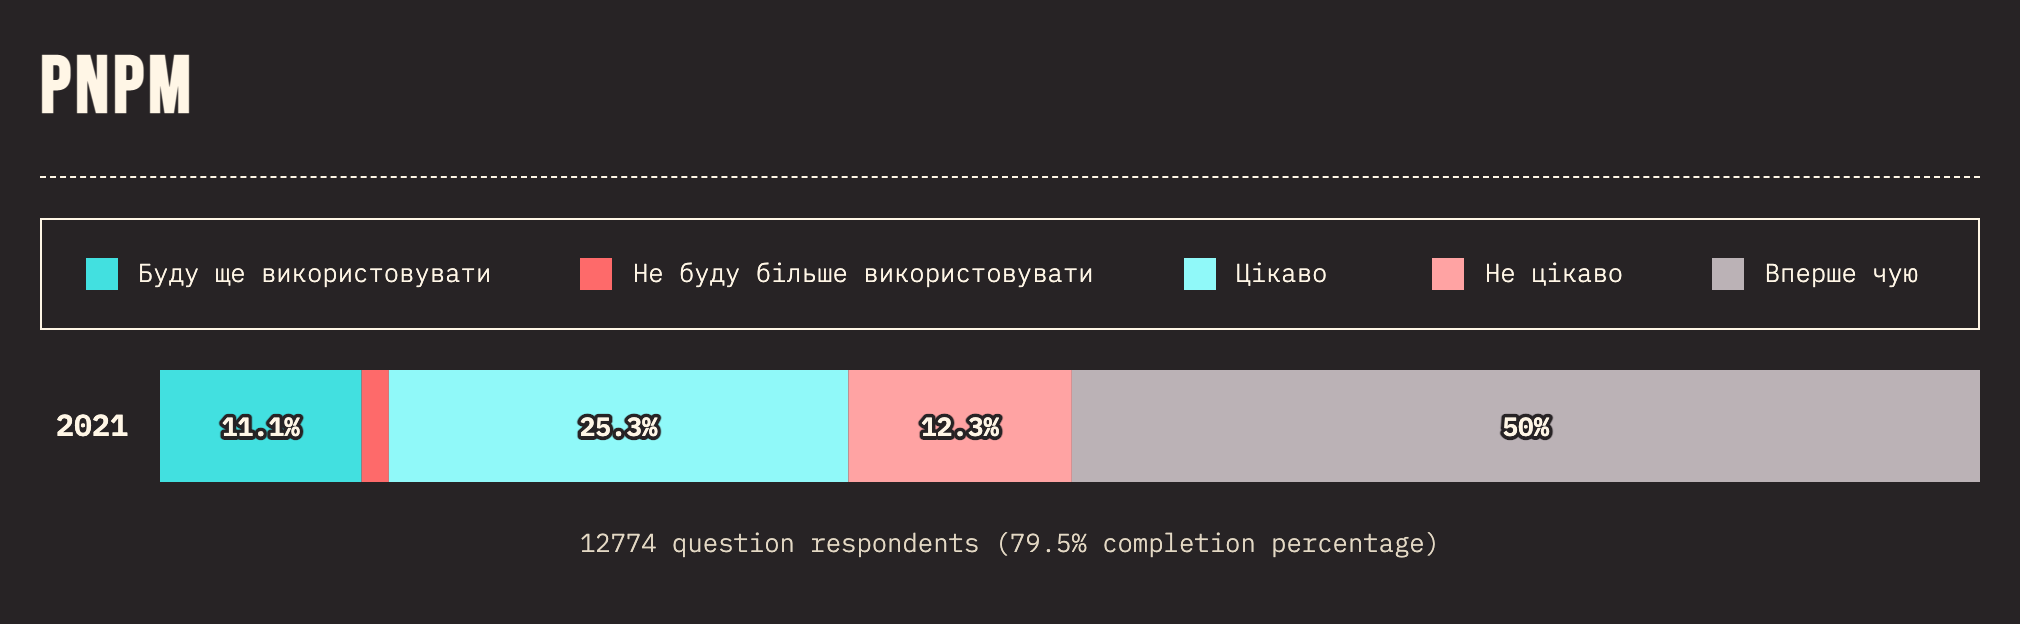 PNPM
Буду ще використовувати Не буду більше використовувати Цікаво Не цікаво Вперше чую
2021 11.1% 25.3% 12.3% 50%
12774 question respondents (79.5% completion percentage)